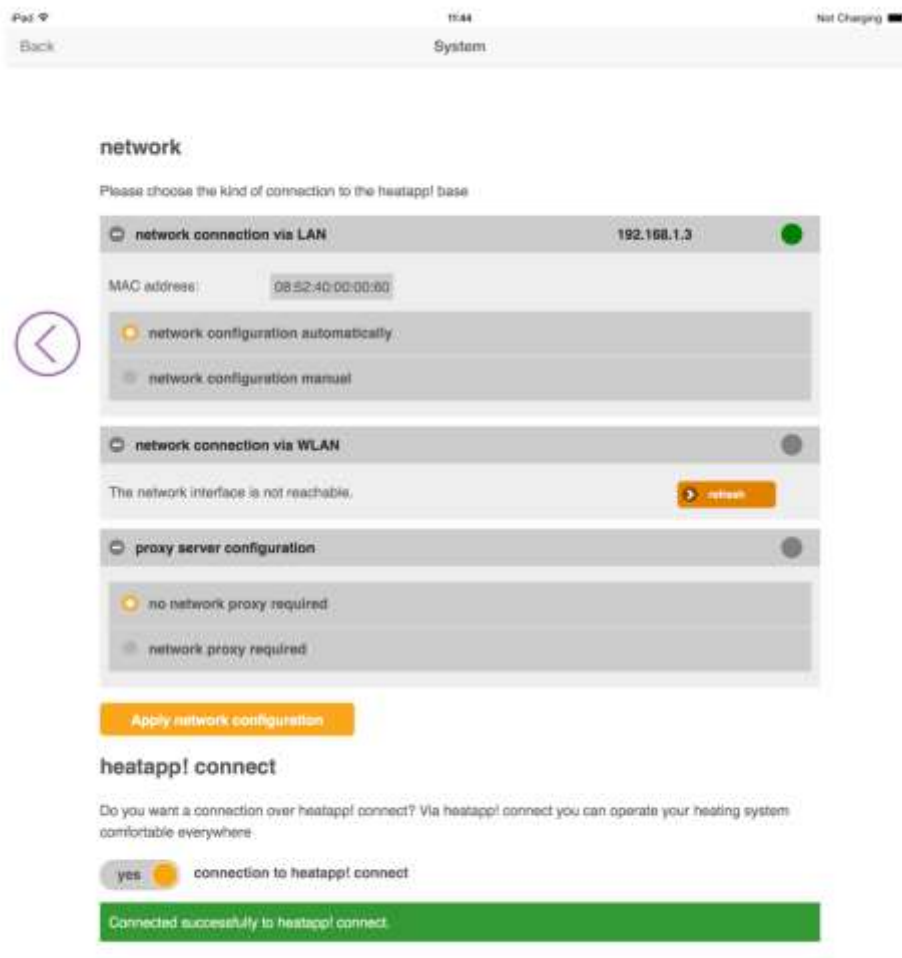 iPad 11:44 Not Charging
Back System
network
Please choose the kind of connection to the heatapp! base
network connection via LAN 192.168.1.3
MAC address: 08:52:40:00:00:60
network configuration automatically
network configuration manual
network connection via WLAN
The network interface is not reachable. refresh
proxy server configuration
no network proxy required
network proxy required
Apply network configuration
heatapp! connect
Do you want a connection over heatapp! connect? Via heatapp! connect you can operate your heating system
comfortable everywhere
yes connection to heatapp! connect
Connected successfully to heatapp! connect.